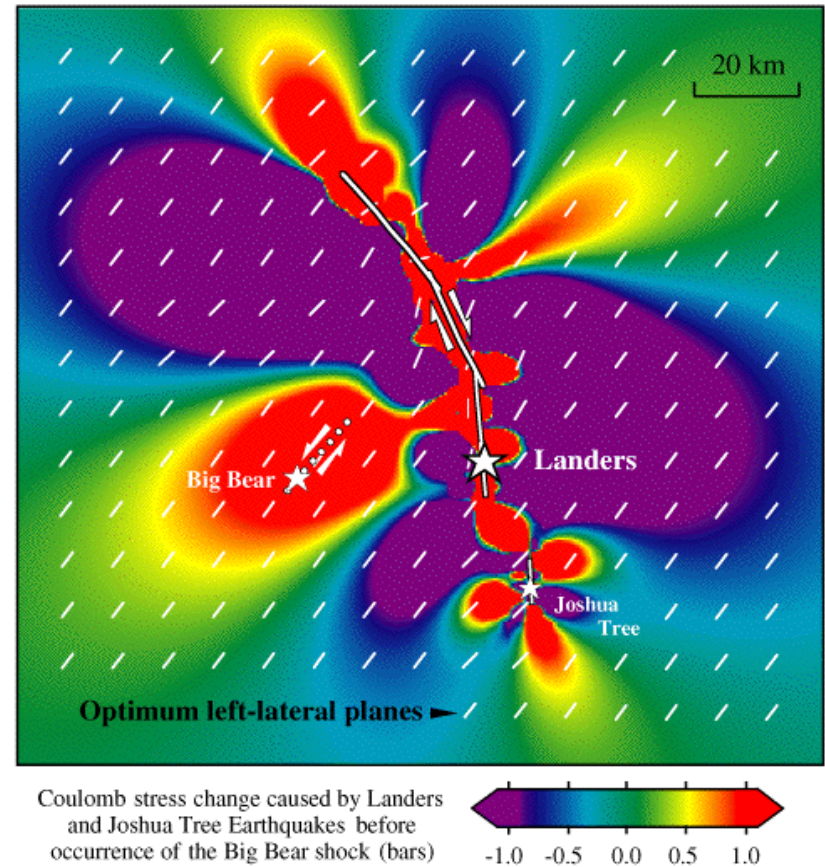 20 km
Big Bear
Landers
Joshua
Tree
Optimum left-lateral planes
Coulomb stress change caused by Landers
and Joshua Tree Earthquakes before
occurrence of the Big Bear shock (bars)
-1.0 -0.5 0.0 0.5 1.0